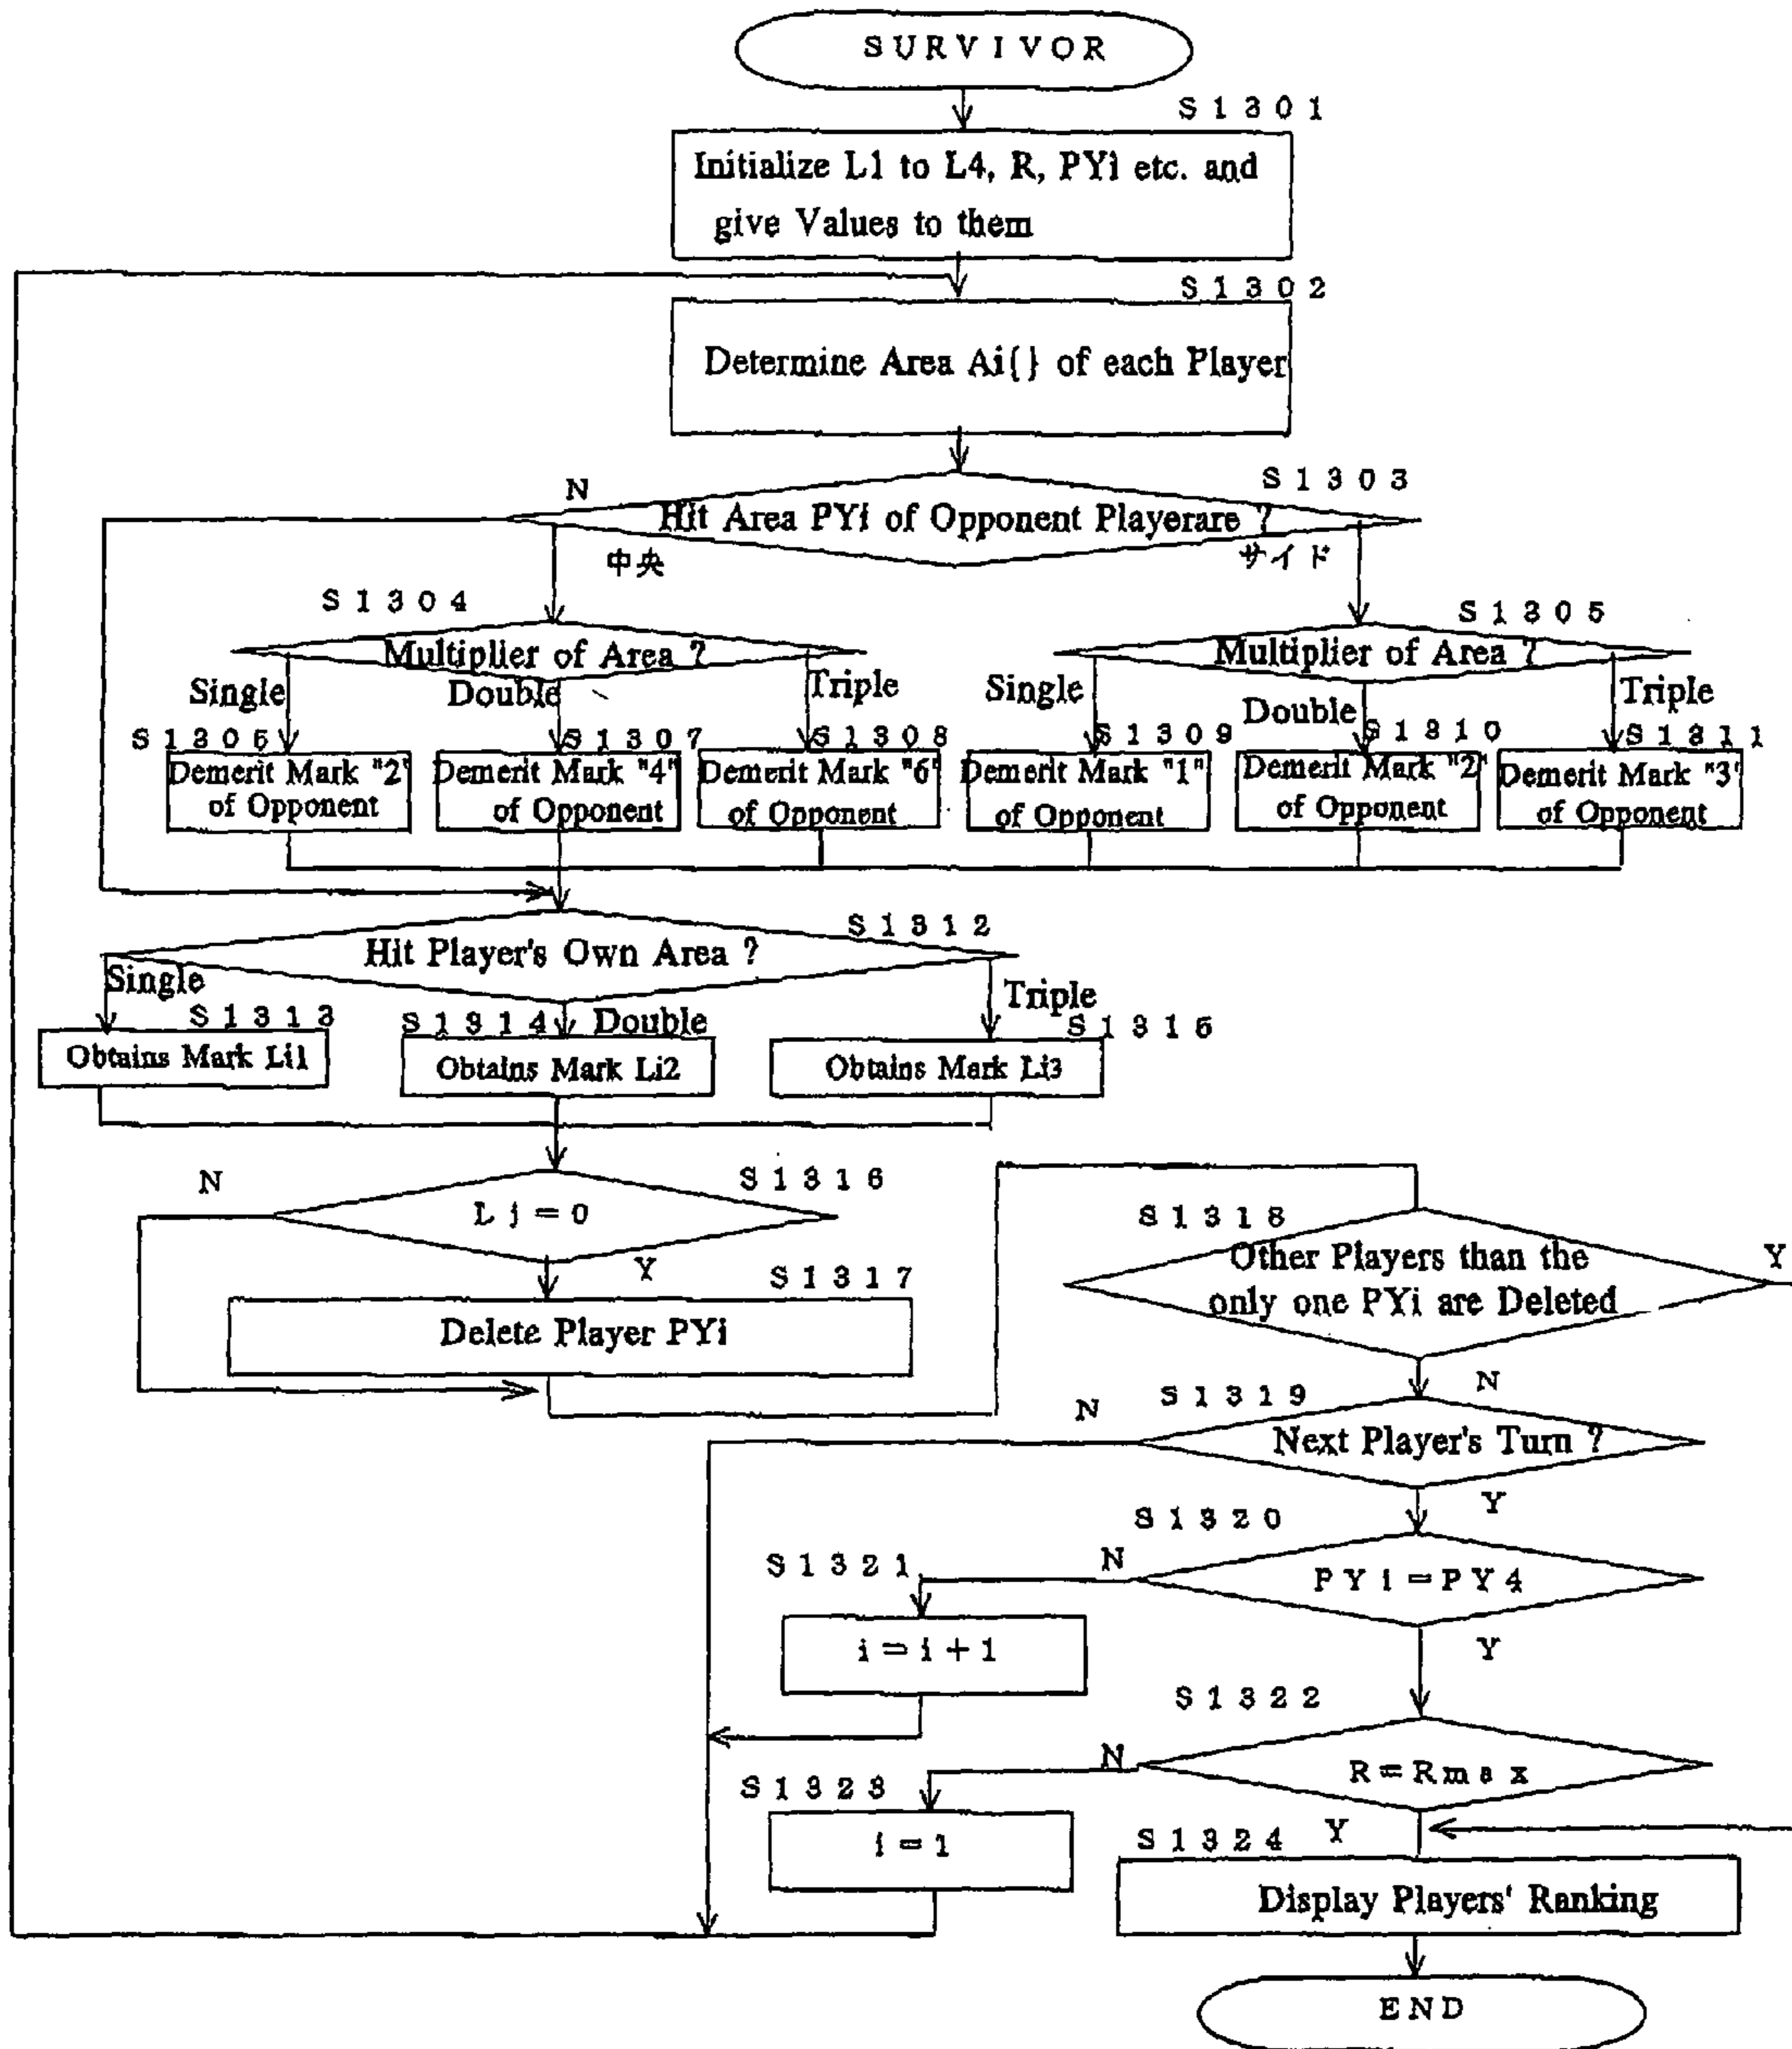 SURVIVOR
S1301
Initialize L1 to L4, R, PYi etc. and
give Values to them
S1302
Determine Area Ai{} of each Player
S1303
N
Hit Area PYi of Opponent Playerare ?
中央
サイド
S1304
S1305
Multiplier of Area ?
Multiplier of Area ?
Single
Double
Triple
Single
Double
Triple
S1306
S1307
S1308
S1309
S1310
S1311
Demerit Mark "2"
of Opponent
Demerit Mark "4"
of Opponent
Demerit Mark "6"
of Opponent
Demerit Mark "1"
of Opponent
Demerit Mark "2"
of Opponent
Demerit Mark "3"
of Opponent
S1312
Hit Player's Own Area ?
Single
Double
Triple
S1313
S1314
S1315
Obtains Mark Li1
Obtains Mark Li2
Obtains Mark Li3
N
S1316
Lj=0
Y
S1317
Delete Player PYi
S1318
Other Players than the
only one PYi are Deleted
Y
N
S1319
N
Next Player's Turn ?
Y
S1320
S1321
N
PYi=PY4
i=i+1
Y
S1322
N
R=Rmax
S1323
i=1
Y
S1324
Display Players' Ranking
END